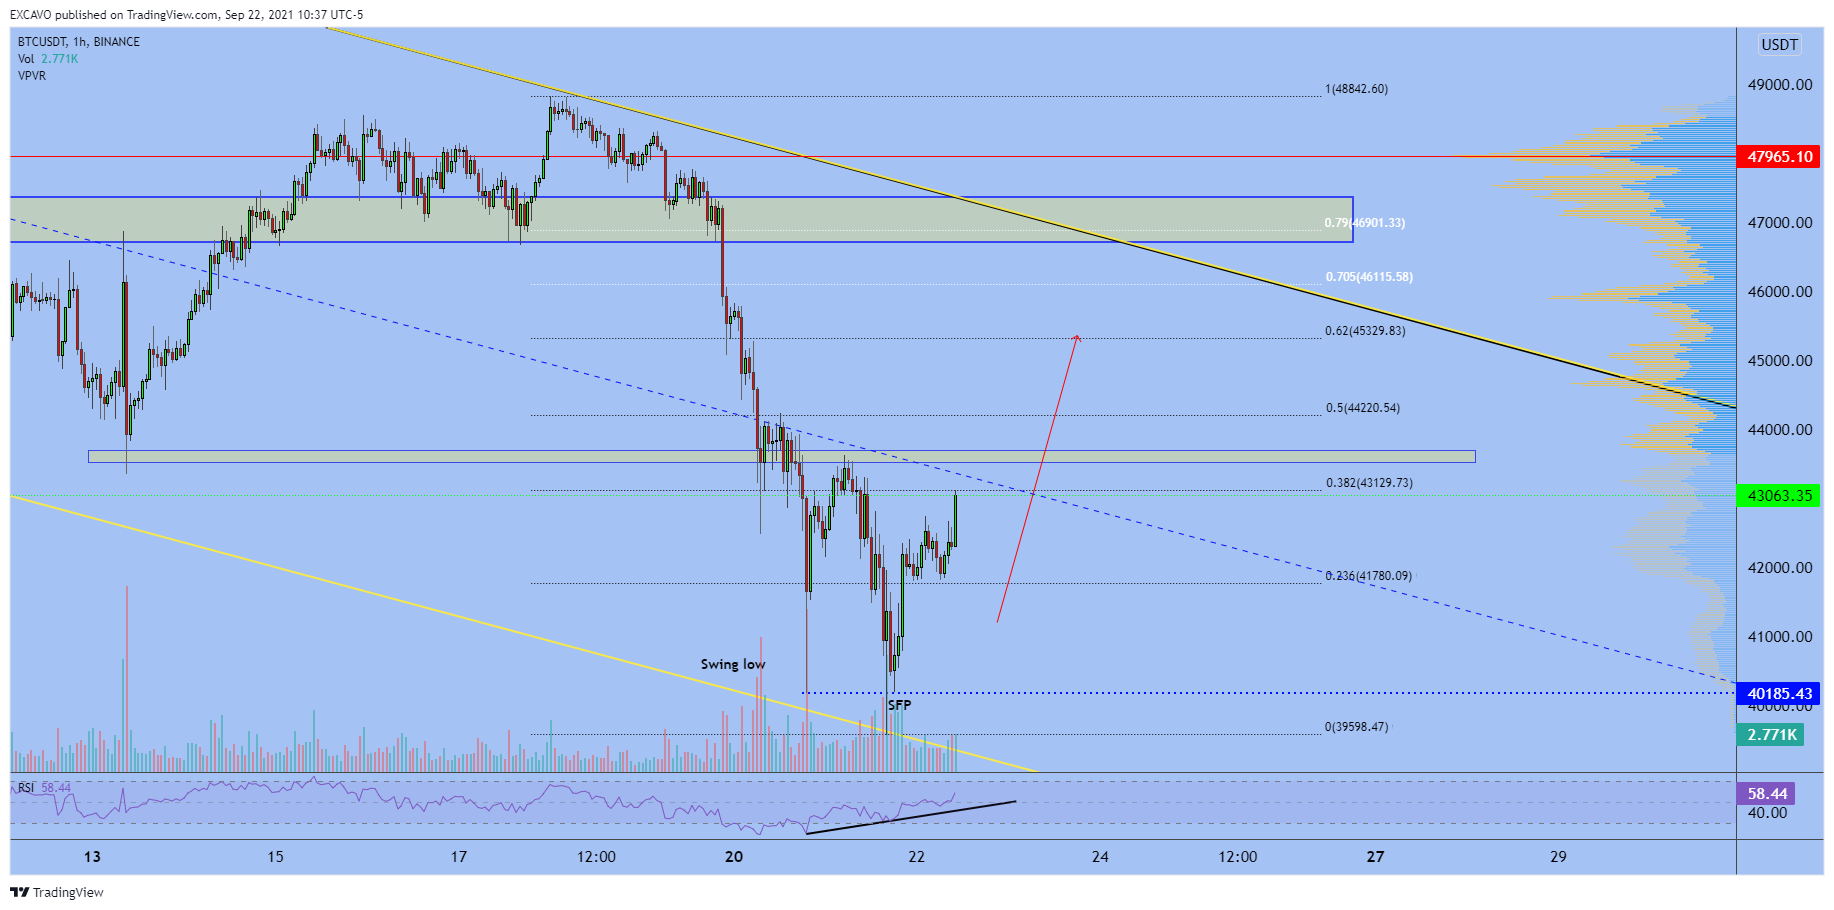 EXCAVO published on TradingView.com, Sep 22, 2021 10:37 UTC-5
BTCUSDT, 1h, BINANCE
Vol 2.771K
VPVR
USDT
49000.00
1(48842.60)
47965.10
47000.00
0.79(46901.33)
46000.00
0.705(46115.58)
0.62(45329.83)
45000.00
0.5(44220.54)
44000.00
0.382(43129.73)
43063.35
42000.00
0.236(41780.09)
41000.00
Swing low
40185.43
40000.00
SFP
0(39598.47)
2.771K
RSI 58.44
58.44
40.00
13 15 17 12:00 20 22 24 12:00 27 29
TradingView